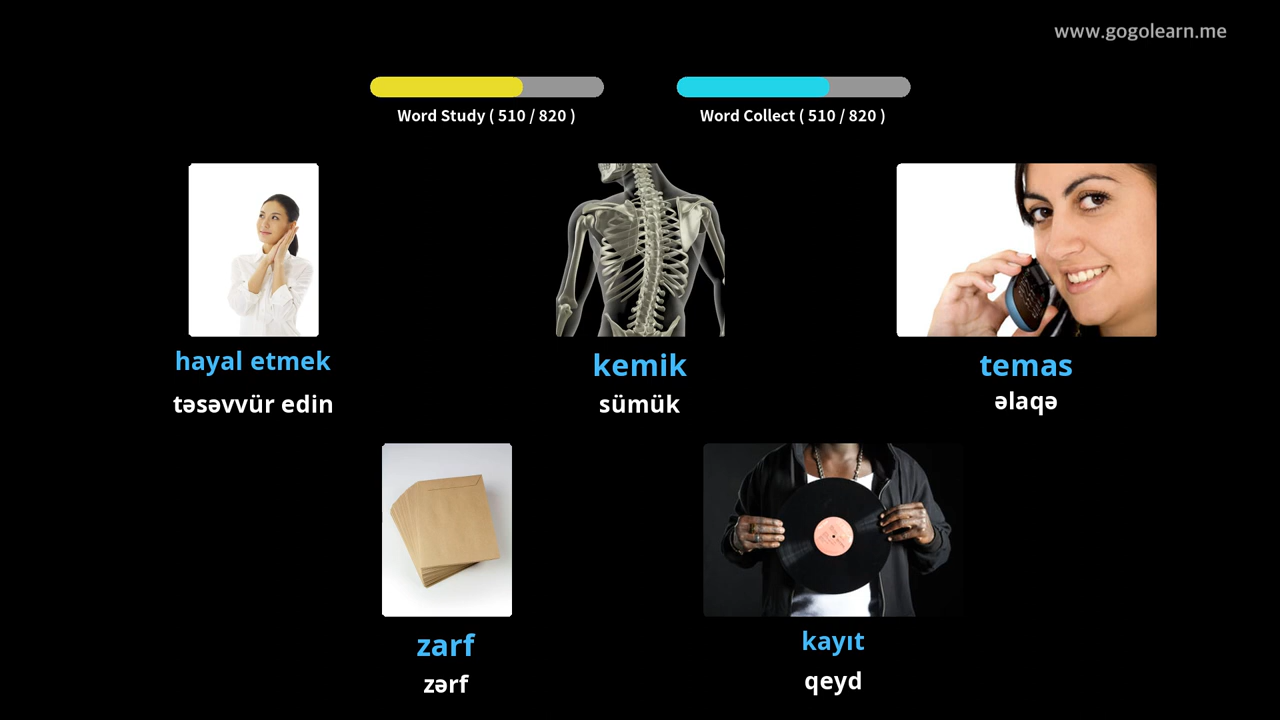 www.gogolearn.me
Word Study ( 510 / 820 )
Word Collect ( 510 / 820 )
hayal etmek
təsəvvür edin
kemik
sümük
temas
əlaqə
zarf
zərf
kayıt
qeyd